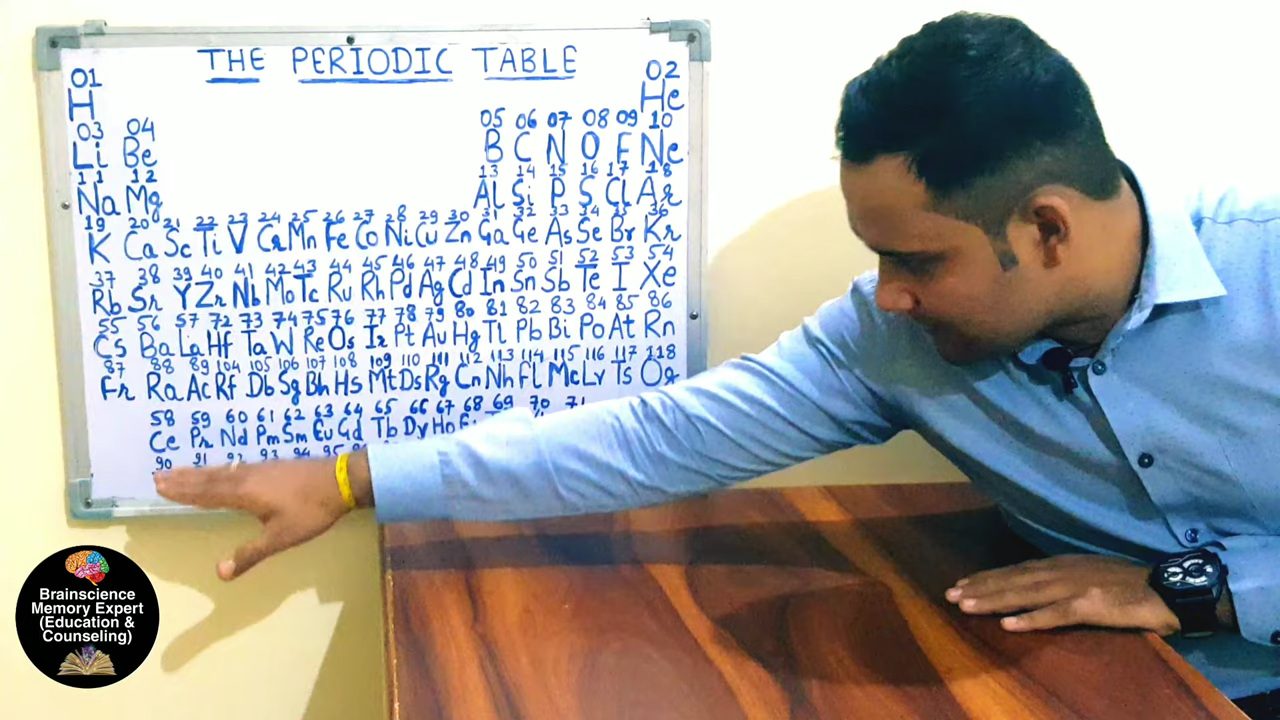 THE PERIODIC TABLE
01 02
H He
03 04 05 06 07 08 09 10
Li Be B C N O F Ne
11 12 13 14 15 16 17 18
Na Mg Al Si P S Cl Ar
19 20 21 22 23 24 25 26 27 28 29 30 31 32 33 34 35 36
K Ca Sc Ti V Cr Mn Fe Co Ni Cu Zn Ga Ge As Se Br Kr
37 38 39 40 41 42 43 44 45 46 47 48 49 50 51 52 53 54
Rb Sr Y Zr Nb Mo Tc Ru Rh Pd Ag Cd In Sn Sb Te I Xe
55 56 57 72 73 74 75 76 77 78 79 80 81 82 83 84 85 86
Cs Ba La Hf Ta W Re Os Ir Pt Au Hg Tl Pb Bi Po At Rn
87 88 89 104 105 106 107 108 109 110 111 112 113 114 115 116 117 118
Fr Ra Ac Rf Db Sg Bh Hs Mt Ds Rg Cn Nh Fl Mc Lv Ts Og
58 59 60 61 62 63 64 65 66 67 68 69 70 71
Ce Pr Nd Pm Sm Eu Gd Tb Dy Ho
90 91 92 93 94 95
Brainscience
Memory Expert
(Education &
Counseling)